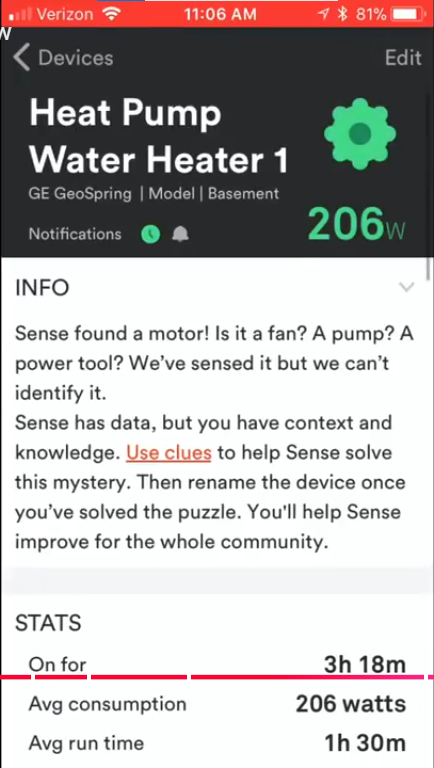 Verizon 11:06 AM 81%
w
Devices Edit
Heat Pump
Water Heater 1
GE GeoSpring | Model | Basement
Notifications 206w
INFO
Sense found a motor! Is it a fan? A pump? A
power tool? We’ve sensed it but we can’t
identify it.
Sense has data, but you have context and
knowledge. Use clues to help Sense solve
this mystery. Then rename the device once
you’ve solved the puzzle. You'll help Sense
improve for the whole community.
STATS
On for 3h 18m
Avg consumption 206 watts
Avg run time 1h 30m